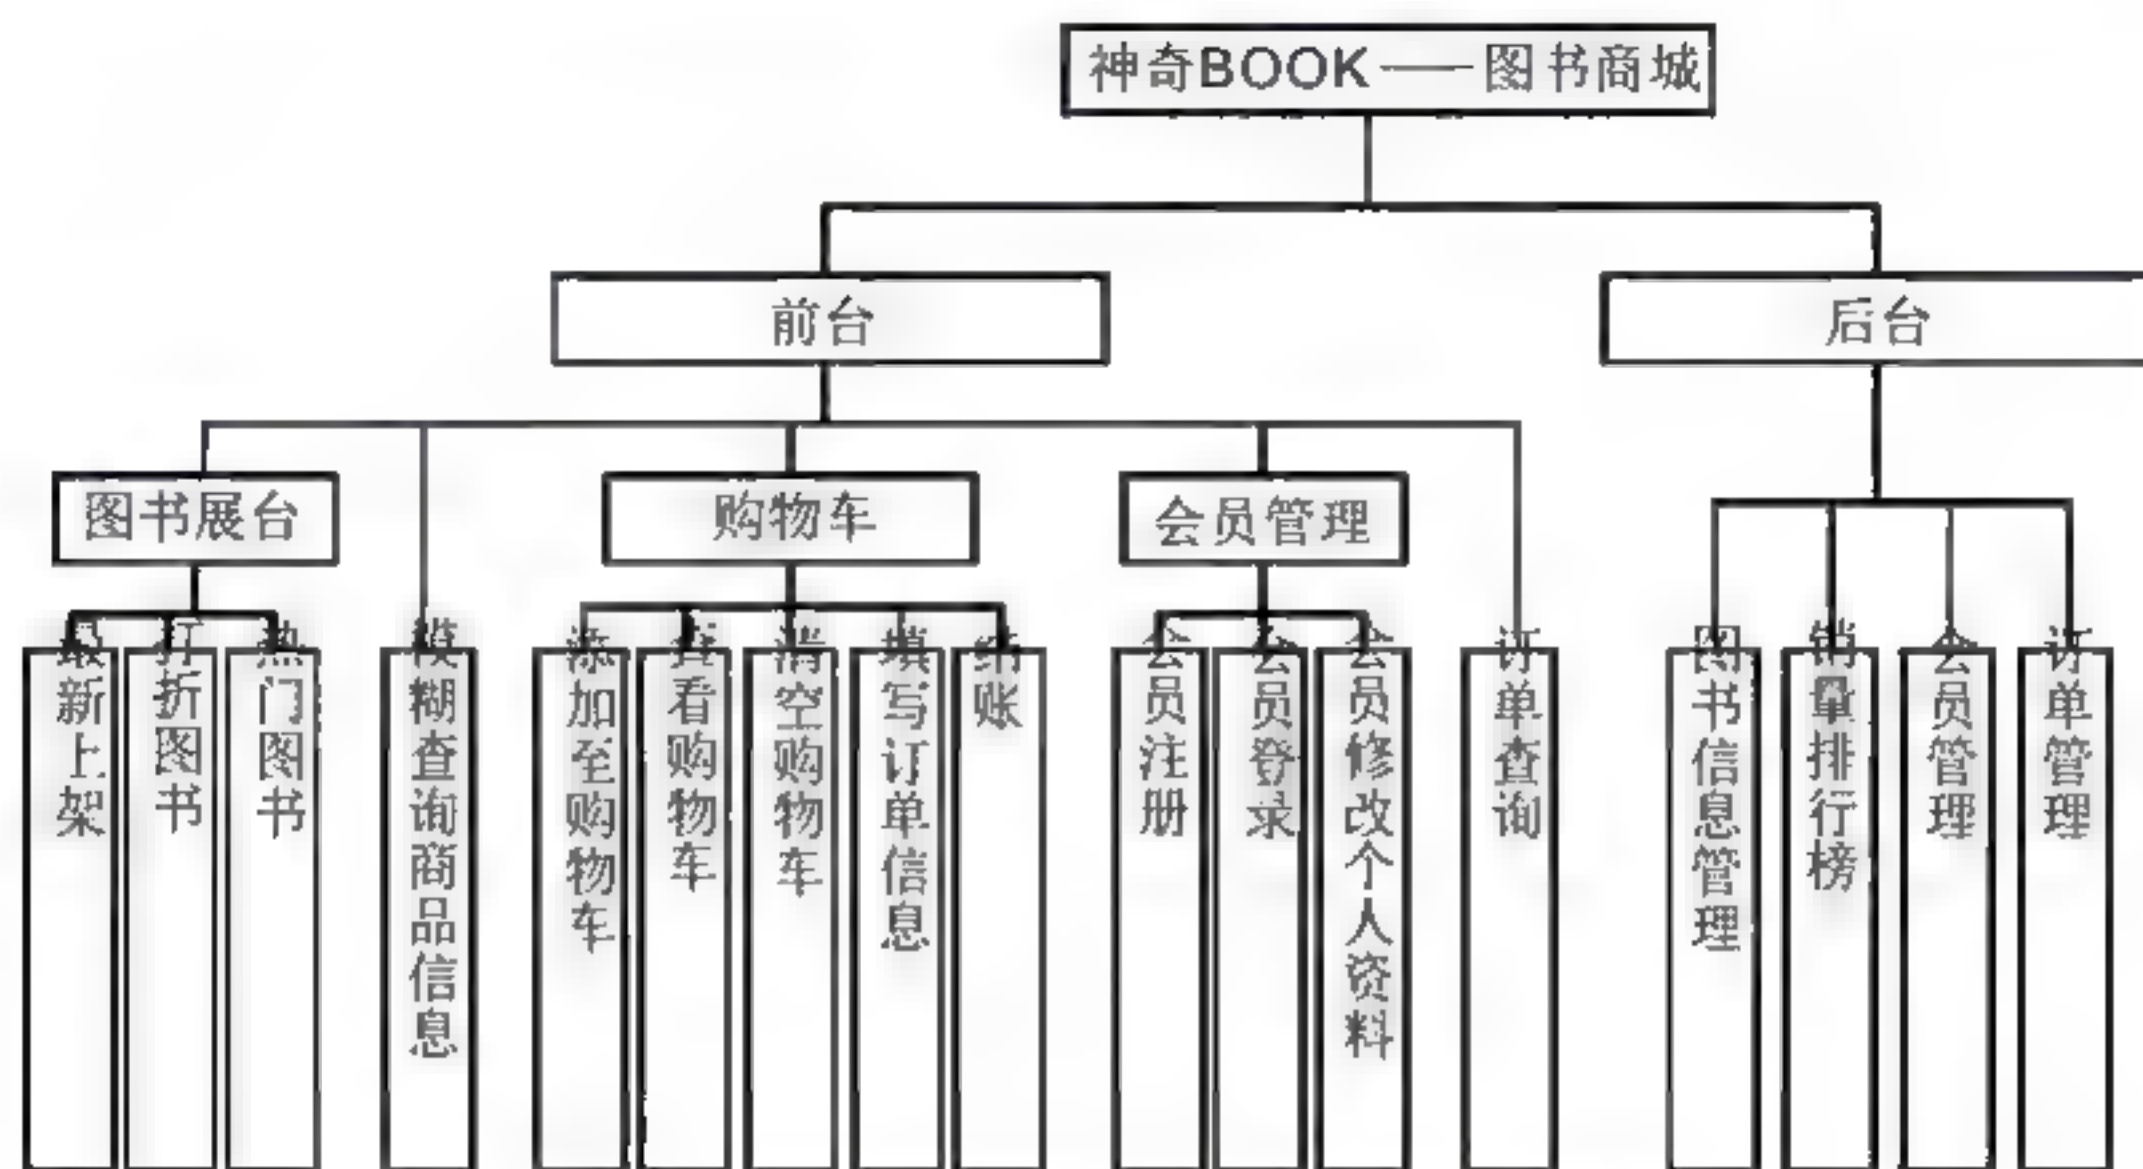 神奇BOOK——图书商城
前台
后台
图书展台
购物车
会员管理
最新上架
打折图书
热门图书
模糊查询商品信息
添加至购物车
查看购物车
清空购物车
填写订单信息
结账
会员注册
会员登录
会员修改个人资料
订单查询
图书信息管理
销量排行榜
会员管理
订单管理